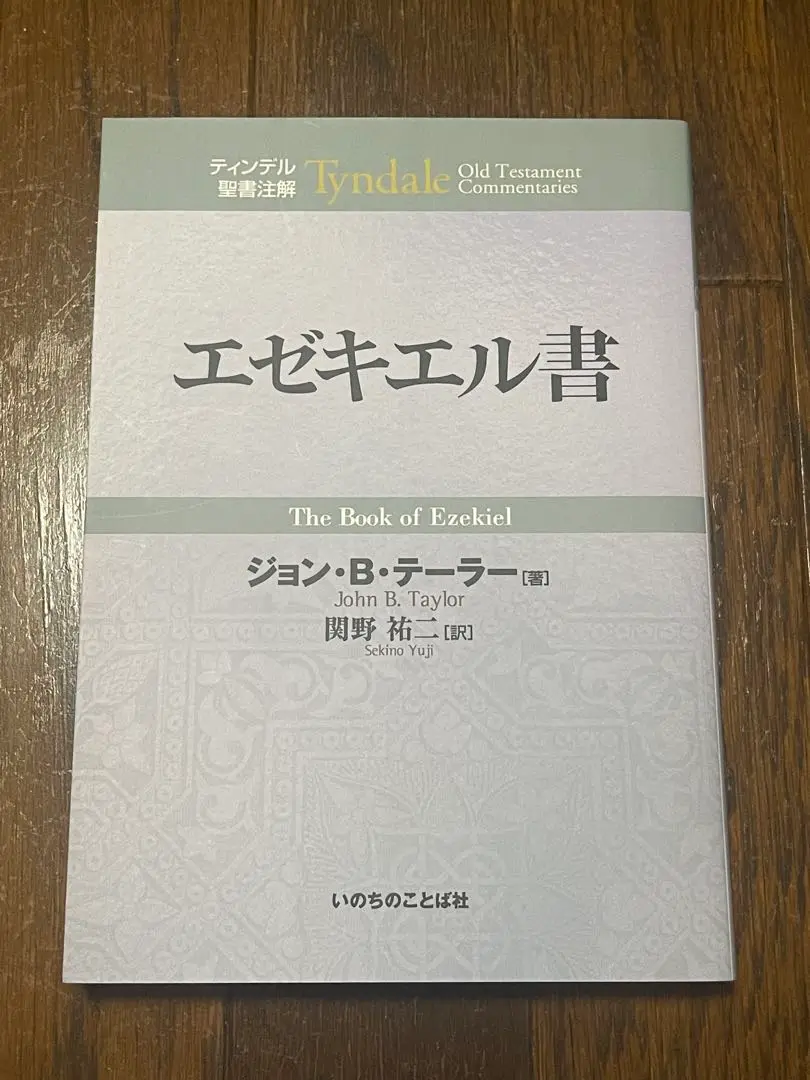 ティンデル
聖書注解
Tyndale
Old Testament
Commentaries
エゼキエル書
The Book of Ezekiel
ジョン・B・テーラー[著]
John B. Taylor
関野 祐二[訳]
Sekino Yuji
いのちのことば社